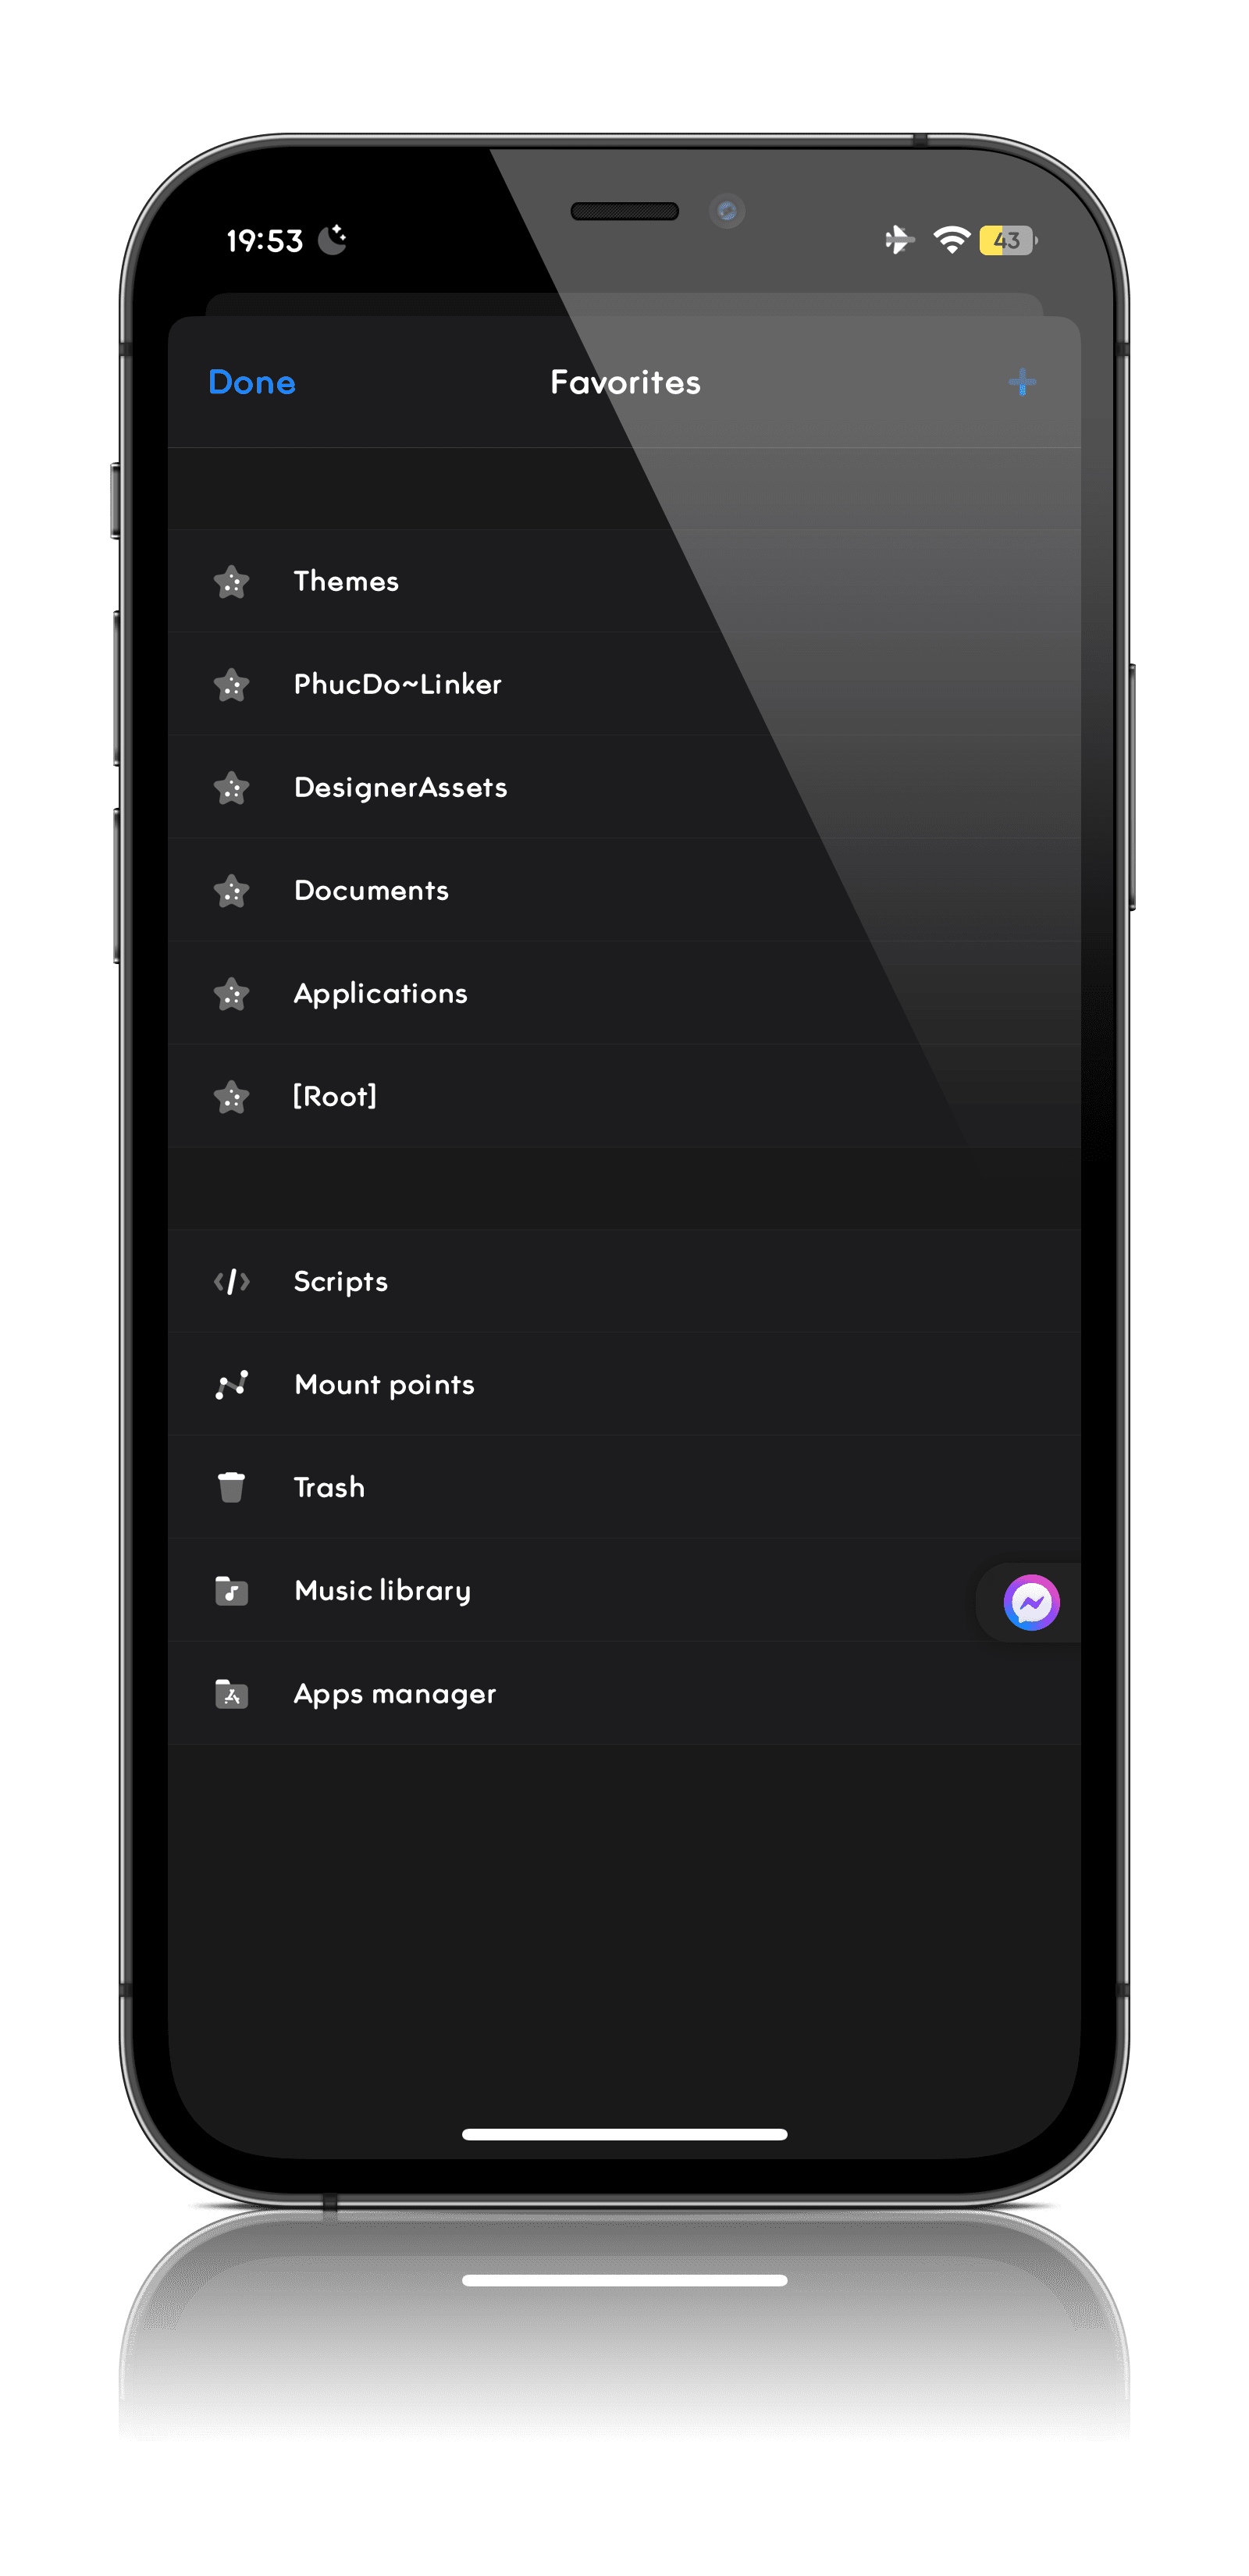 19:53
43
Done
Favorites
Themes
PhucDo~Linker
DesignerAssets
Documents
Applications
[Root]
Scripts
Mount points
Trash
Music library
Apps manager